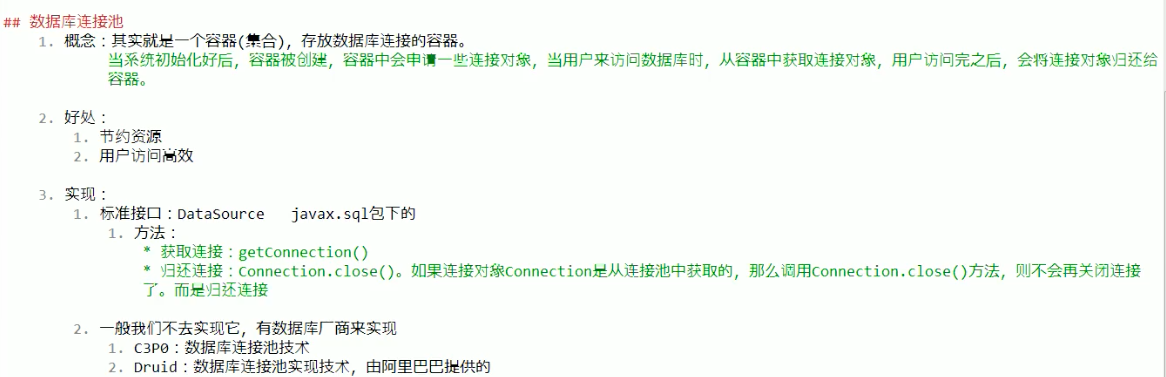 ## 数据库连接池
1. 概念：其实就是一个容器(集合)，存放数据库连接的容器。
当系统初始化好后，容器被创建，容器中会申请一些连接对象，当用户来访问数据库时，从容器中获取连接对象，用户访问完之后，会将连接对象归还给
容器。
2. 好处：
1. 节约资源
2. 用户访问高效
3. 实现：
1. 标准接口：DataSource   javax.sql包下的
1. 方法：
* 获取连接：getConnection()
* 归还连接：Connection.close()。如果连接对象Connection是从连接池中获取的，那么调用Connection.close()方法，则不会再关闭连接
了。而是归还连接
2. 一般我们不去实现它，有数据库厂商来实现
1. C3P0：数据库连接池技术
2. Druid：数据库连接池实现技术，由阿里巴巴提供的